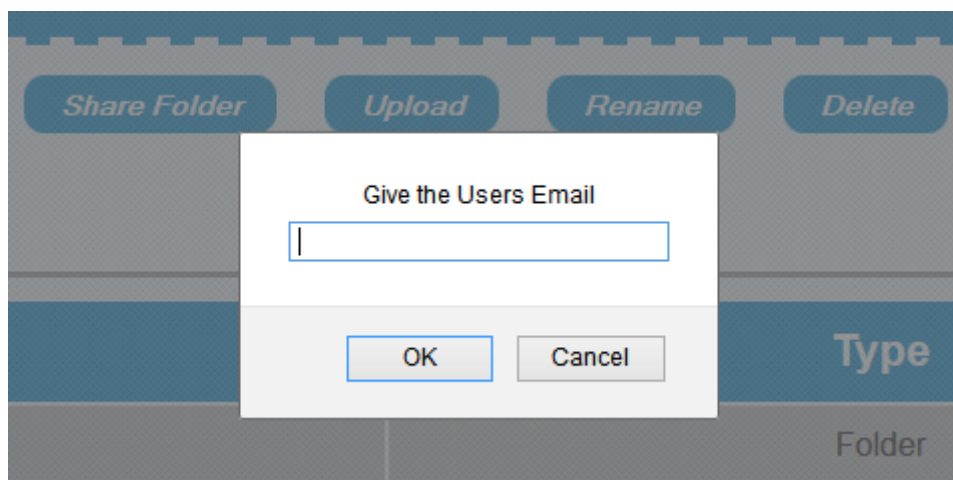 Share Folder Upload Rename Delete
Give the Users Email
OK Cancel
Type
Folder